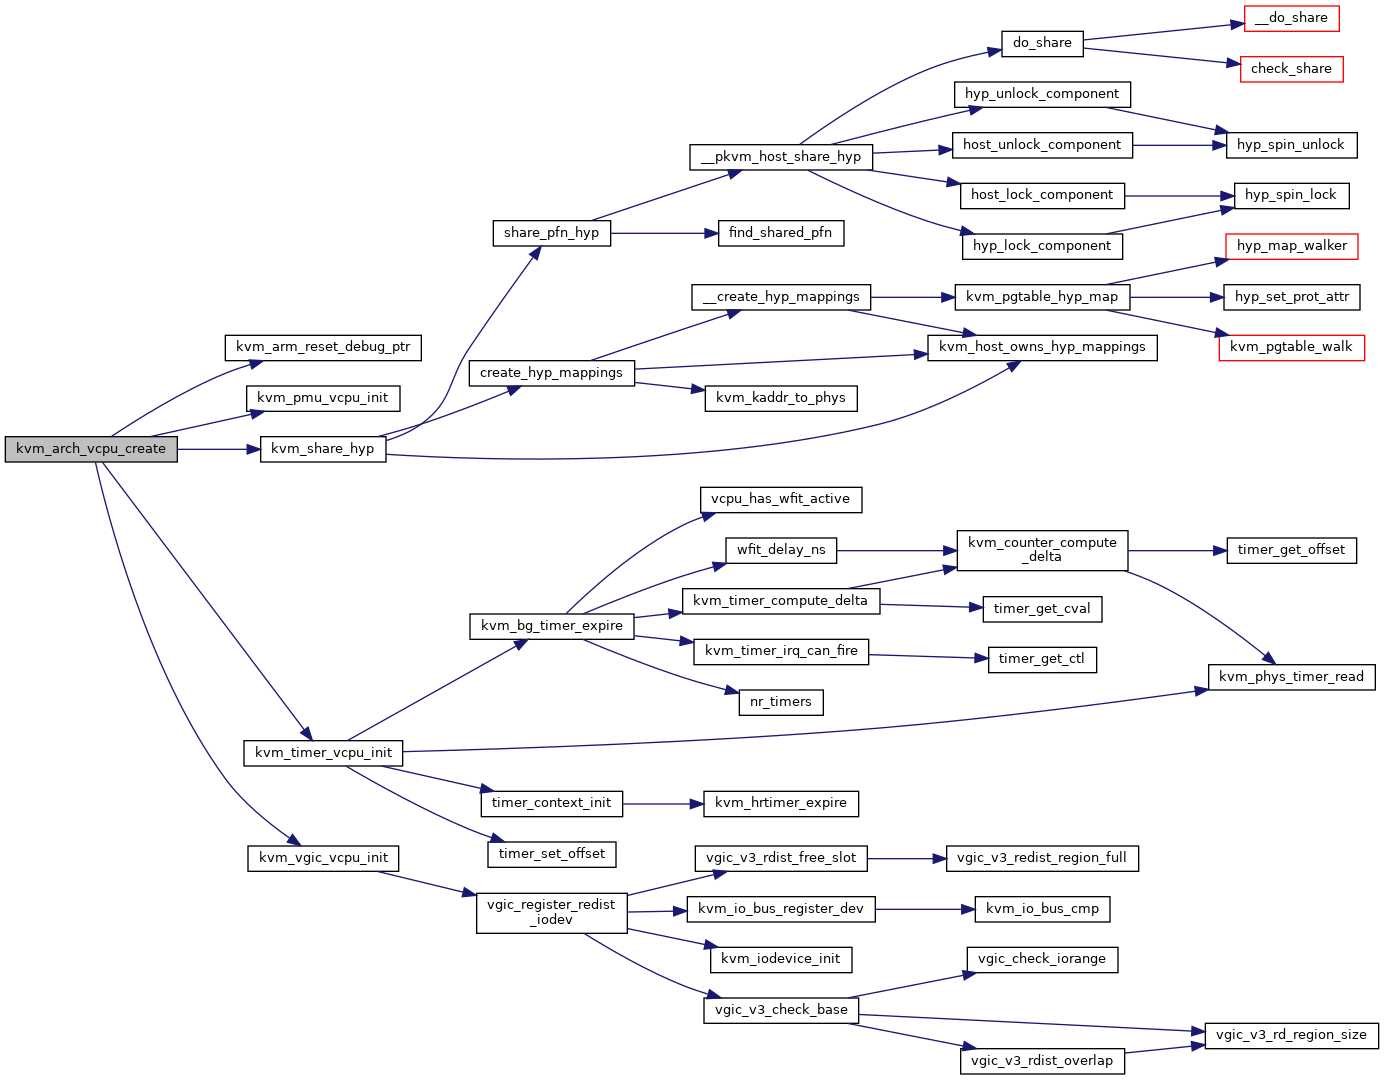 __do_share
do_share
check_share
hyp_unlock_component
host_unlock_component
hyp_spin_unlock
__pkvm_host_share_hyp
host_lock_component
hyp_spin_lock
share_pfn_hyp
find_shared_pfn
hyp_lock_component
hyp_map_walker
__create_hyp_mappings
kvm_pgtable_hyp_map
hyp_set_prot_attr
kvm_arm_reset_debug_ptr
kvm_host_owns_hyp_mappings
kvm_pgtable_walk
create_hyp_mappings
kvm_pmu_vcpu_init
kvm_kaddr_to_phys
kvm_arch_vcpu_create
kvm_share_hyp
vcpu_has_wfit_active
wfit_delay_ns
kvm_counter_compute
_delta
timer_get_offset
kvm_timer_compute_delta
timer_get_cval
kvm_bg_timer_expire
kvm_timer_irq_can_fire
timer_get_ctl
kvm_phys_timer_read
nr_timers
kvm_timer_vcpu_init
timer_context_init
kvm_hrtimer_expire
timer_set_offset
kvm_vgic_vcpu_init
vgic_v3_rdist_free_slot
vgic_v3_redist_region_full
vgic_register_redist
_iodev
kvm_io_bus_register_dev
kvm_io_bus_cmp
kvm_iodevice_init
vgic_check_iorange
vgic_v3_check_base
vgic_v3_rd_region_size
vgic_v3_rdist_overlap